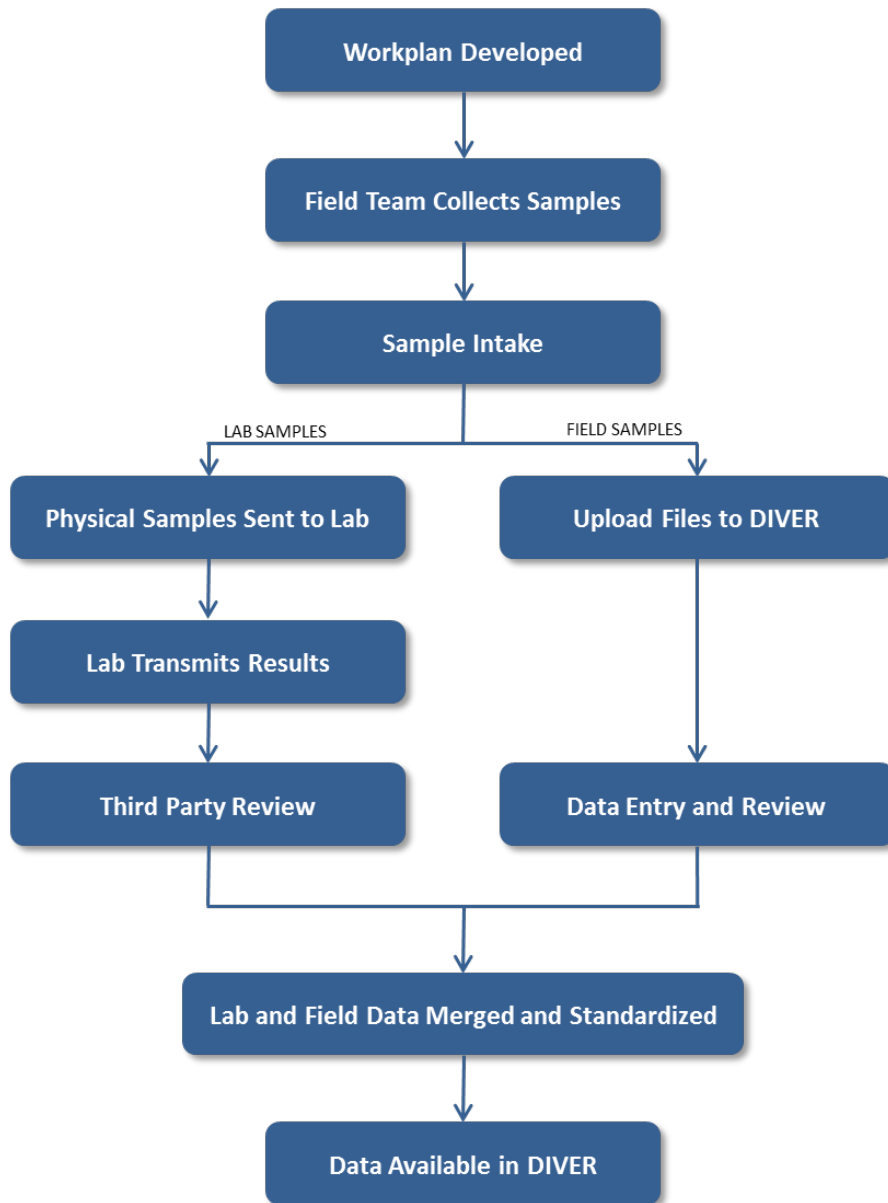 Workplan Developed
Field Team Collects Samples
Sample Intake
LAB SAMPLES
FIELD SAMPLES
Physical Samples Sent to Lab
Upload Files to DIVER
Lab Transmits Results
Third Party Review
Data Entry and Review
Lab and Field Data Merged and Standardized
Data Available in DIVER